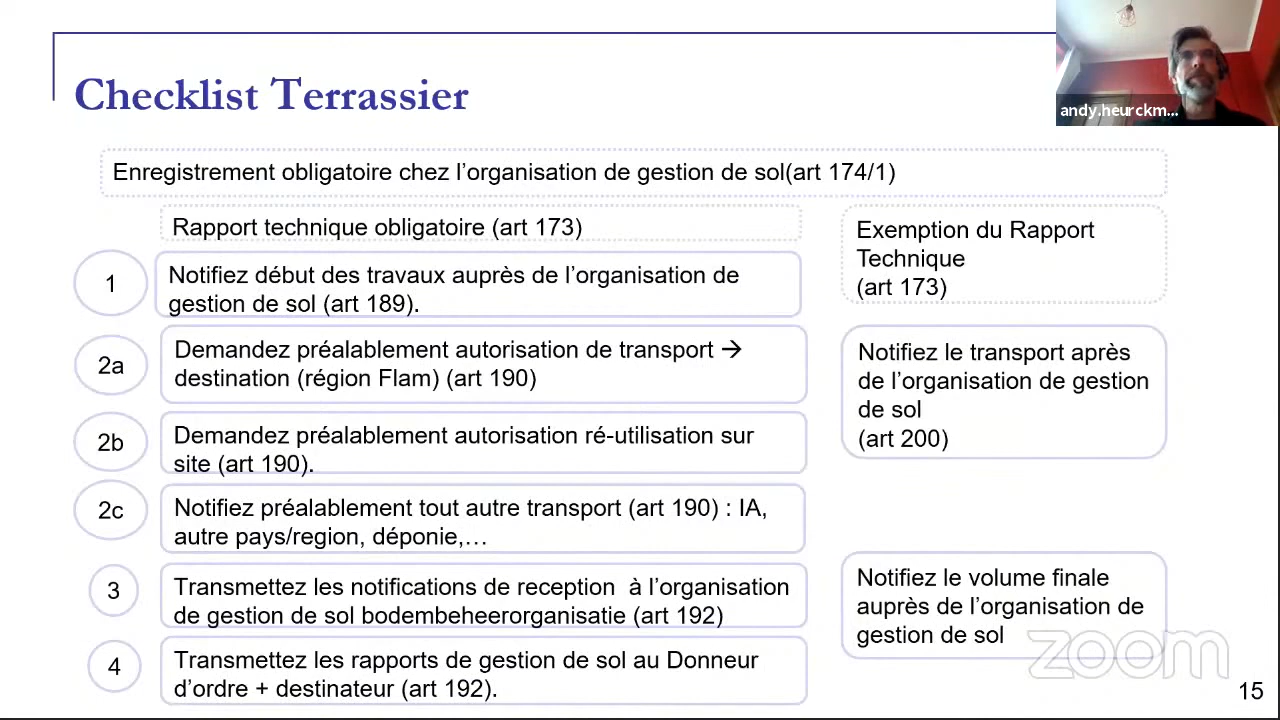 Checklist Terrassier
andy.heurckm...
Enregistrement obligatoire chez l’organisation de gestion de sol(art 174/1)
Rapport technique obligatoire (art 173)
1
Notifiez début des travaux auprès de l’organisation de
gestion de sol (art 189).
2a
Demandez préalablement autorisation de transport →
destination (région Flam) (art 190)
2b
Demandez préalablement autorisation ré-utilisation sur
site (art 190).
2c
Notifiez préalablement tout autre transport (art 190) : IA,
autre pays/region, déponie,…
3
Transmettez les notifications de reception à l’organisation
de gestion de sol bodembeheerorganisatie (art 192)
4
Transmettez les rapports de gestion de sol au Donneur
d’ordre + destinateur (art 192).
Exemption du Rapport
Technique
(art 173)
Notifiez le transport après
de l’organisation de gestion
de sol
(art 200)
Notifiez le volume finale
auprès de l’organisation de
gestion de sol
zoom
15